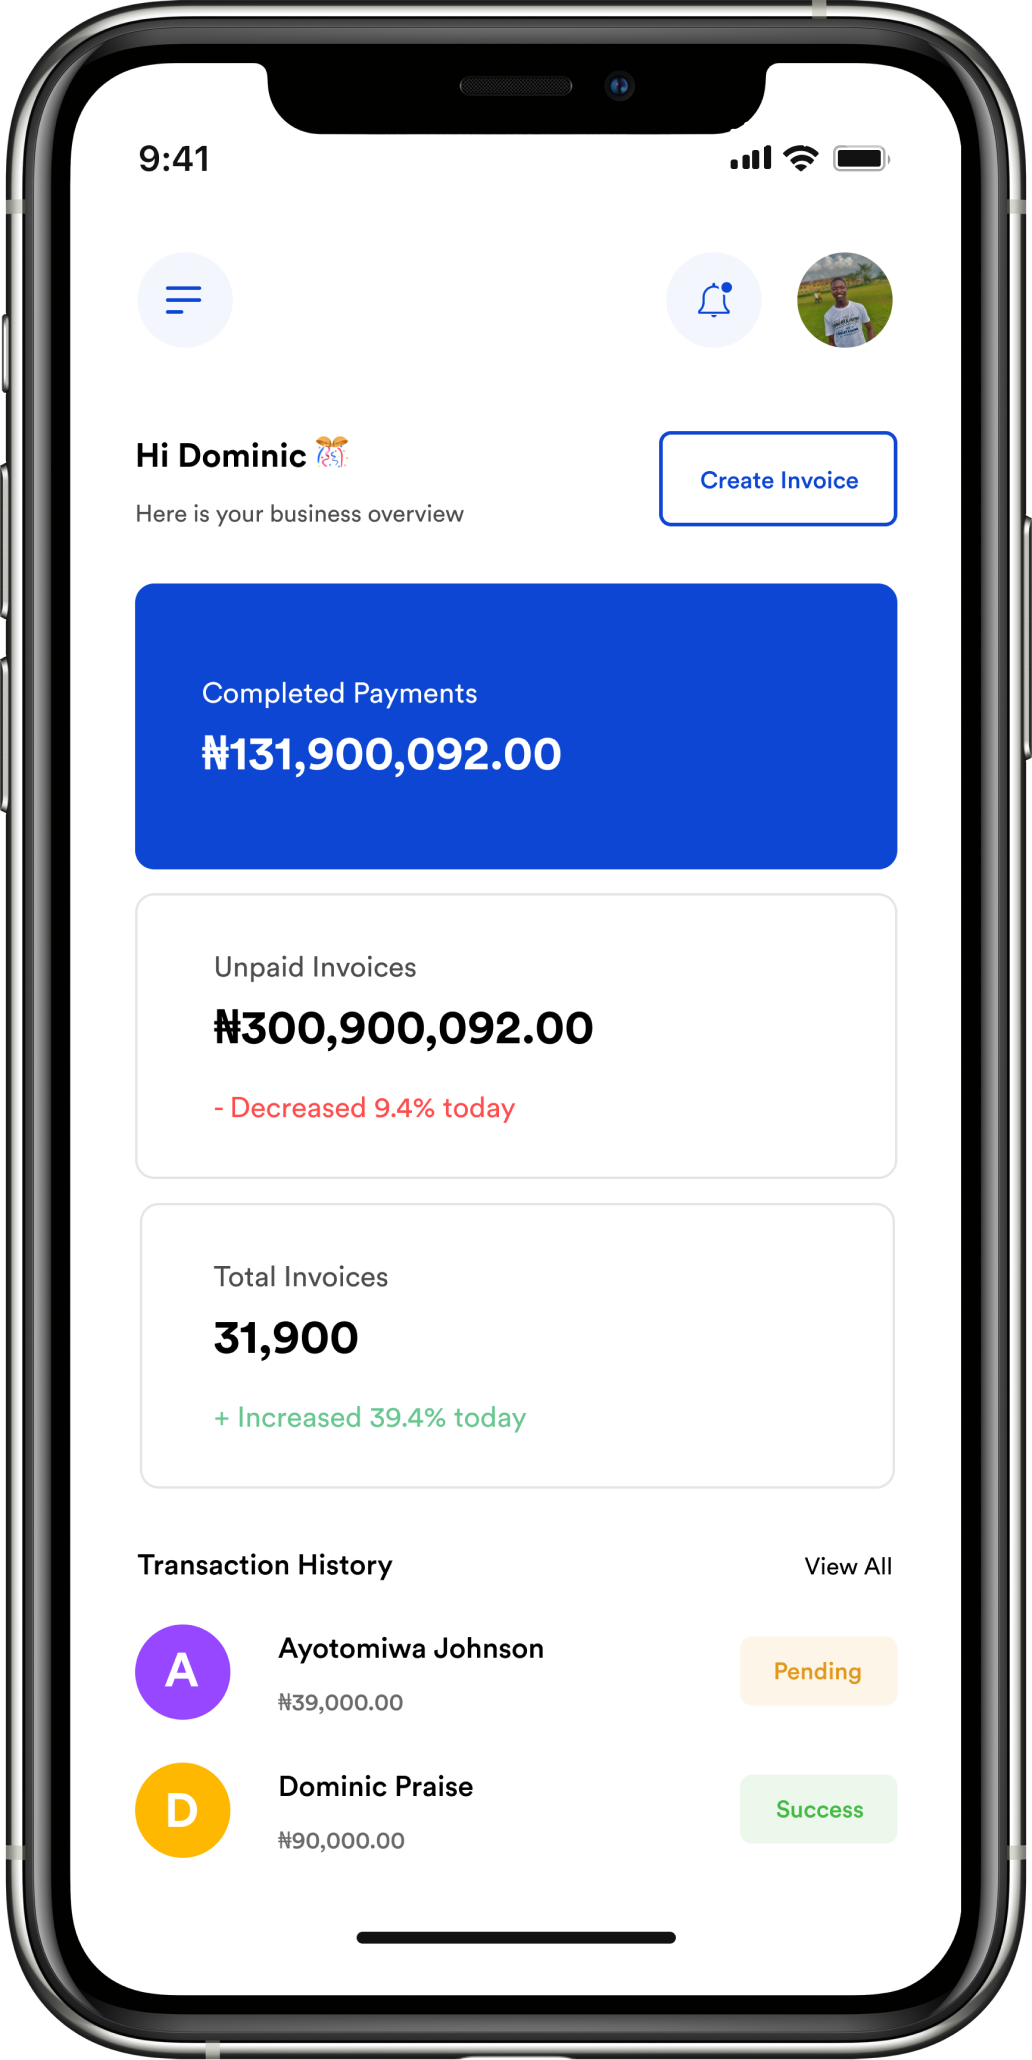 9:41
Hi Dominic 🎊
Create Invoice
Here is your business overview
Completed Payments
₦131,900,092.00
Unpaid Invoices
₦300,900,092.00
- Decreased 9.4% today
Total Invoices
31,900
+ Increased 39.4% today
Transaction History
View All
A
Ayotomiwa Johnson
₦39,000.00
Pending
D
Dominic Praise
₦90,000.00
Success